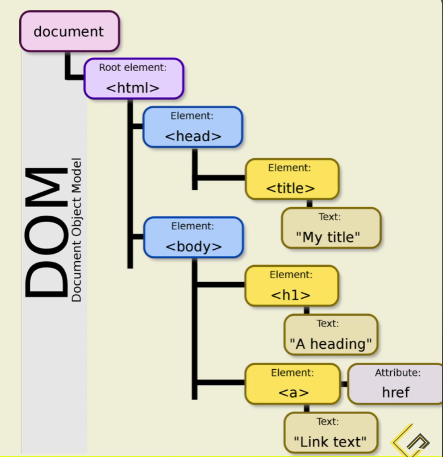 document
Root element:
<html>
Element:
<head>
Element:
<title>
Text:
"My title"
Element:
<body>
Element:
<h1>
Text:
"A heading"
Element:
<a>
Attribute:
href
Text:
"Link text"
DOM
Document Object Model